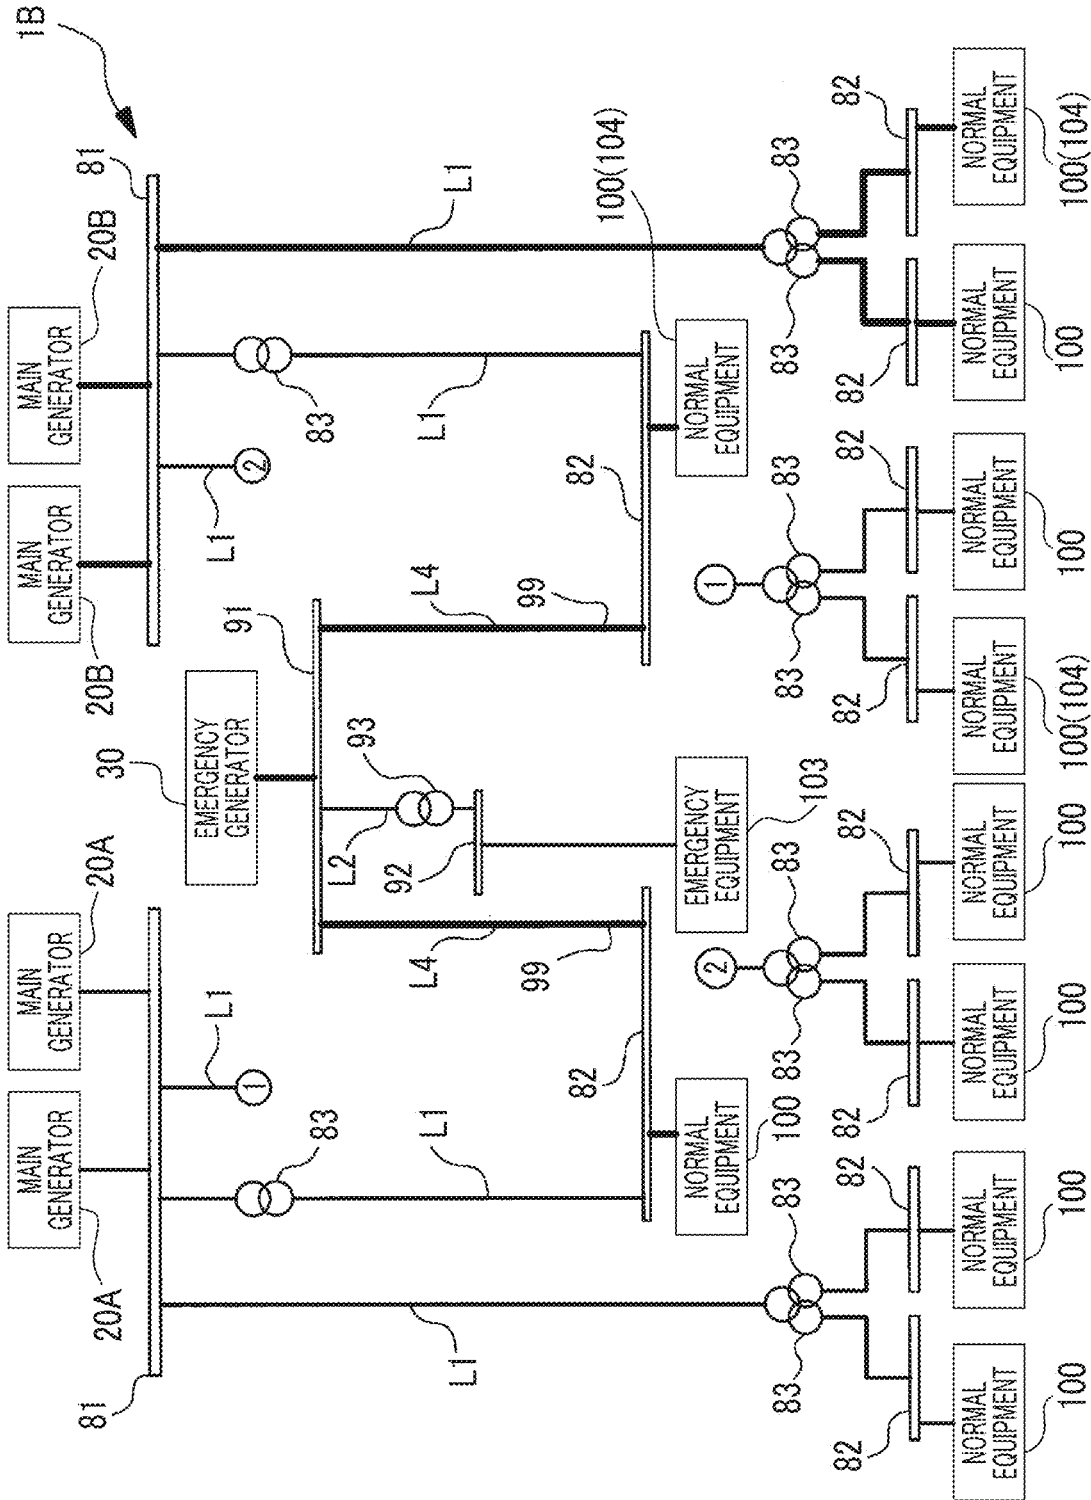 1B
MAIN
GENERATOR
MAIN
GENERATOR
MAIN
GENERATOR
MAIN
GENERATOR
81
20A
20A
20B
20B
81
30
L1
EMERGENCY
GENERATOR
L1
91
①
②
83
83
L2
93
92
L1
L1
L4
L4
L1
L1
99
99
82
82
100(104)
NORMAL
EQUIPMENT
②
EMERGENCY
EQUIPMENT
①
NORMAL
EQUIPMENT
83
83
100
83
83
103
83
83
83
83
82
82
82
82
82
82
82
82
NORMAL
EQUIPMENT
NORMAL
EQUIPMENT
NORMAL
EQUIPMENT
NORMAL
EQUIPMENT
NORMAL
EQUIPMENT
NORMAL
EQUIPMENT
NORMAL
EQUIPMENT
NORMAL
EQUIPMENT
100
100
100
100
100(104)
100
100
100(104)